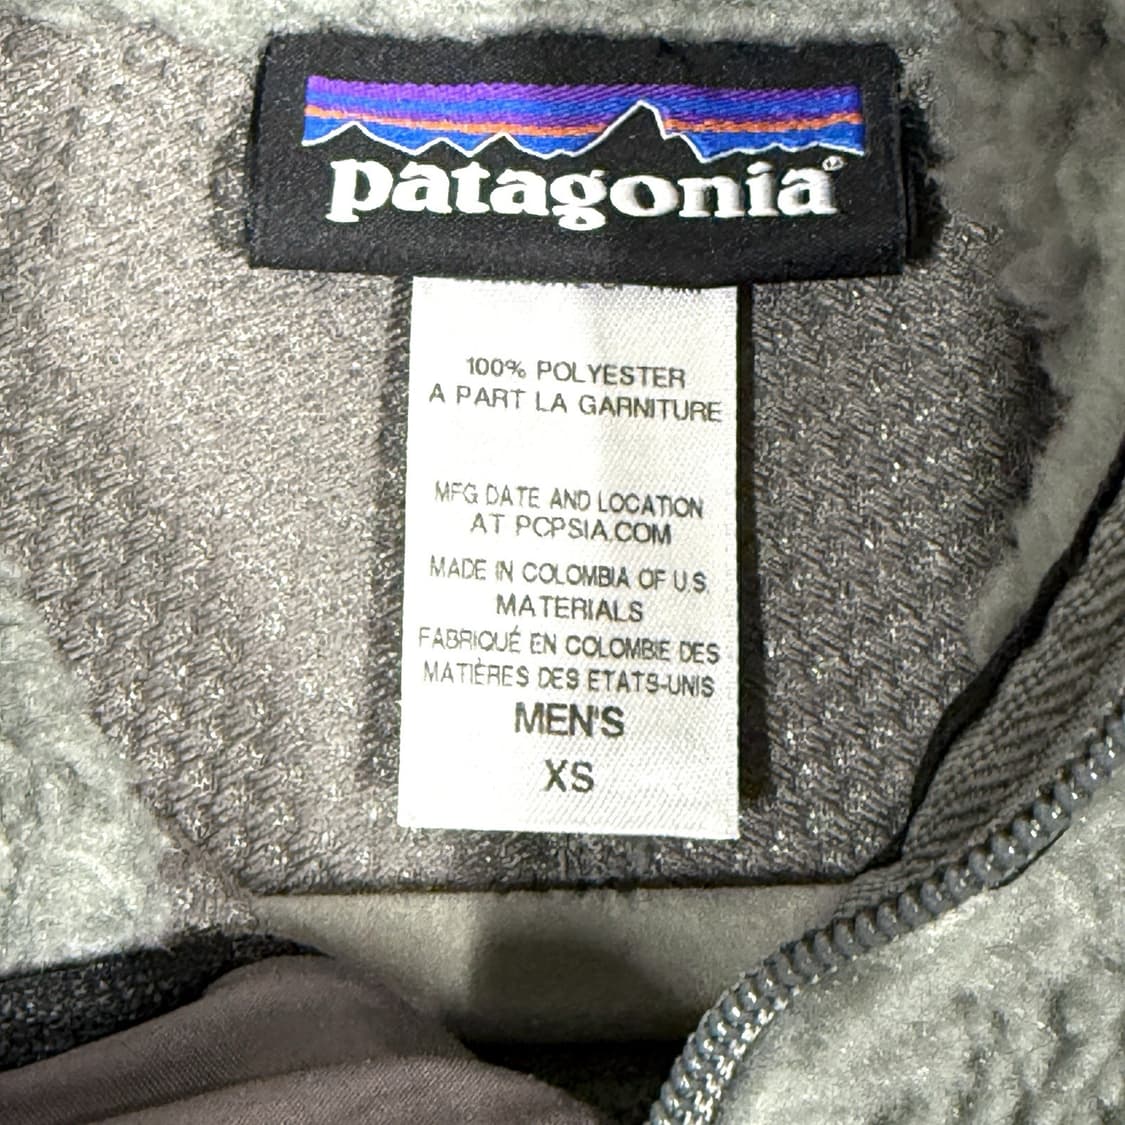 patagonia®
100% POLYESTER
A PART LA GARNITURE
MFG DATE AND LOCATION
AT PCPSIA.COM
MADE IN COLOMBIA OF U.S.
MATERIALS
FABRIQUÉ EN COLOMBIE DES
MATIÈRES DES ETATS-UNIS
MEN'S
XS